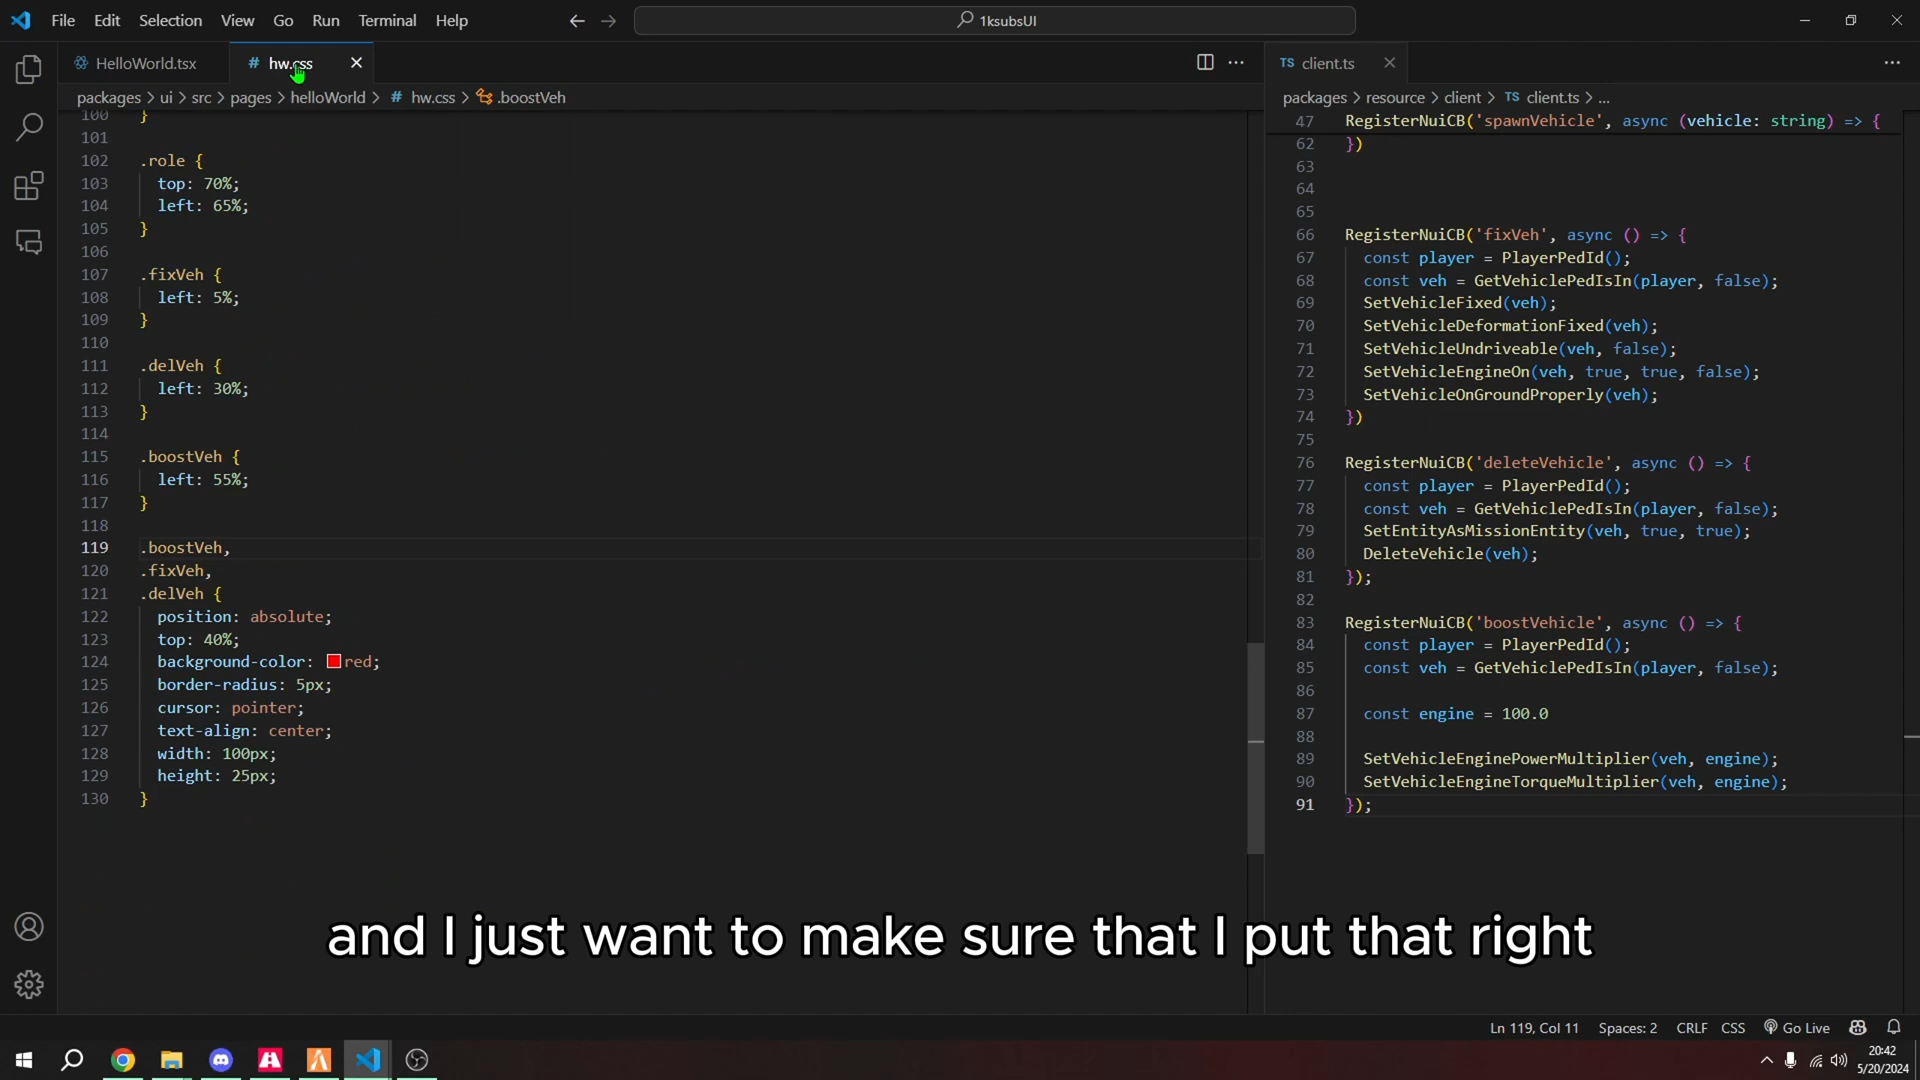 File Edit Selection View Go Run Terminal Help
1ksubsUI
HelloWorld.tsx
# hw.css
TS client.ts
packages > ui > src > pages > helloWorld > # hw.css > .boostVeh
packages > resource > client > TS client.ts > ...
100 }
101
102 .role {
103 top: 70%;
104 left: 65%;
105 }
106
107 .fixVeh {
108 left: 5%;
109 }
110
111 .delVeh {
112 left: 30%;
113 }
114
115 .boostVeh {
116 left: 55%;
117 }
118
119 .boostVeh,
120 .fixVeh,
121 .delVeh {
122 position: absolute;
123 top: 40%;
124 background-color: red;
125 border-radius: 5px;
126 cursor: pointer;
127 text-align: center;
128 width: 100px;
129 height: 25px;
130 }
47 RegisterNuiCB('spawnVehicle', async (vehicle: string) => {
62 })
63
64
65
66 RegisterNuiCB('fixVeh', async () => {
67 const player = PlayerPedId();
68 const veh = GetVehiclePedIsIn(player, false);
69 SetVehicleFixed(veh);
70 SetVehicleDeformationFixed(veh);
71 SetVehicleUndriveable(veh, false);
72 SetVehicleEngineOn(veh, true, true, false);
73 SetVehicleOnGroundProperly(veh);
74 })
75
76 RegisterNuiCB('deleteVehicle', async () => {
77 const player = PlayerPedId();
78 const veh = GetVehiclePedIsIn(player, false);
79 SetEntityAsMissionEntity(veh, true, true);
80 DeleteVehicle(veh);
81 });
82
83 RegisterNuiCB('boostVehicle', async () => {
84 const player = PlayerPedId();
85 const veh = GetVehiclePedIsIn(player, false);
86
87 const engine = 100.0
88
89 SetVehicleEnginePowerMultiplier(veh, engine);
90 SetVehicleEngineTorqueMultiplier(veh, engine);
91 });
and I just want to make sure that I put that right
Ln 119, Col 11 Spaces: 2 CRLF CSS Go Live
20:42
5/20/2024